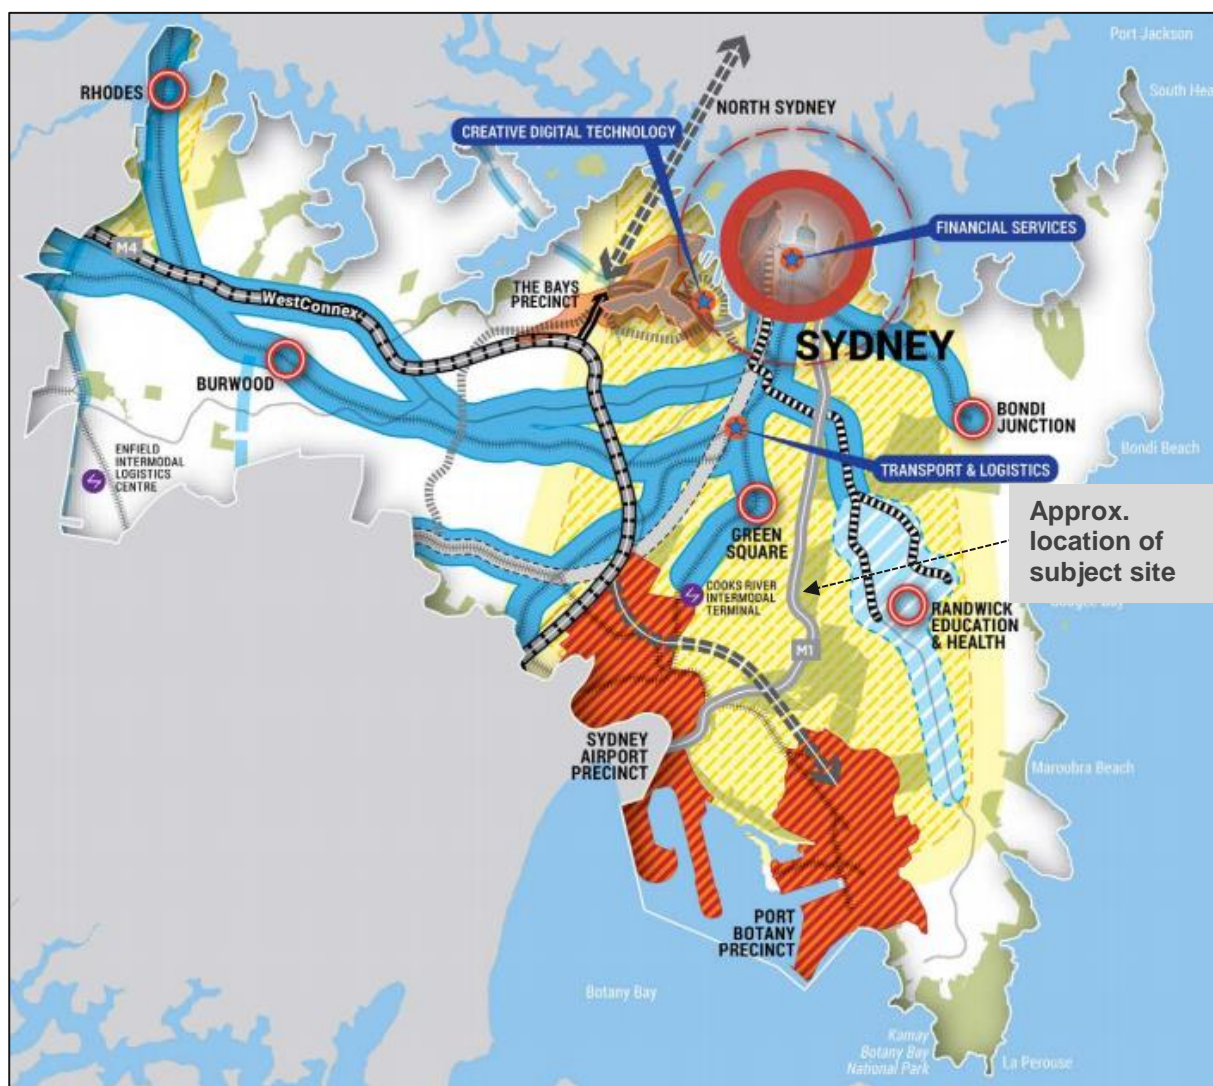 Port Jackson
RHODES
South Hea
NORTH SYDNEY
CREATIVE DIGITAL TECHNOLOGY
FINANCIAL SERVICES
M4
THE BAYS
PRECINCT
WestConnex
SYDNEY
BURWOOD
BONDI
JUNCTION
Bondi Beach
ENFIELD
INTERMODAL
LOGISTICS
CENTRE
TRANSPORT & LOGISTICS
Approx.
location of
subject site
GREEN
SQUARE
COOKS RIVER
INTERMODAL
TERMINAL
RANDWICK
EDUCATION
& HEALTH
M1
SYDNEY
AIRPORT
PRECINCT
Maroubra Beach
PORT
BOTANY
PRECINCT
Botany Bay
Kamay
Botany Bay
National Park
La Perouse